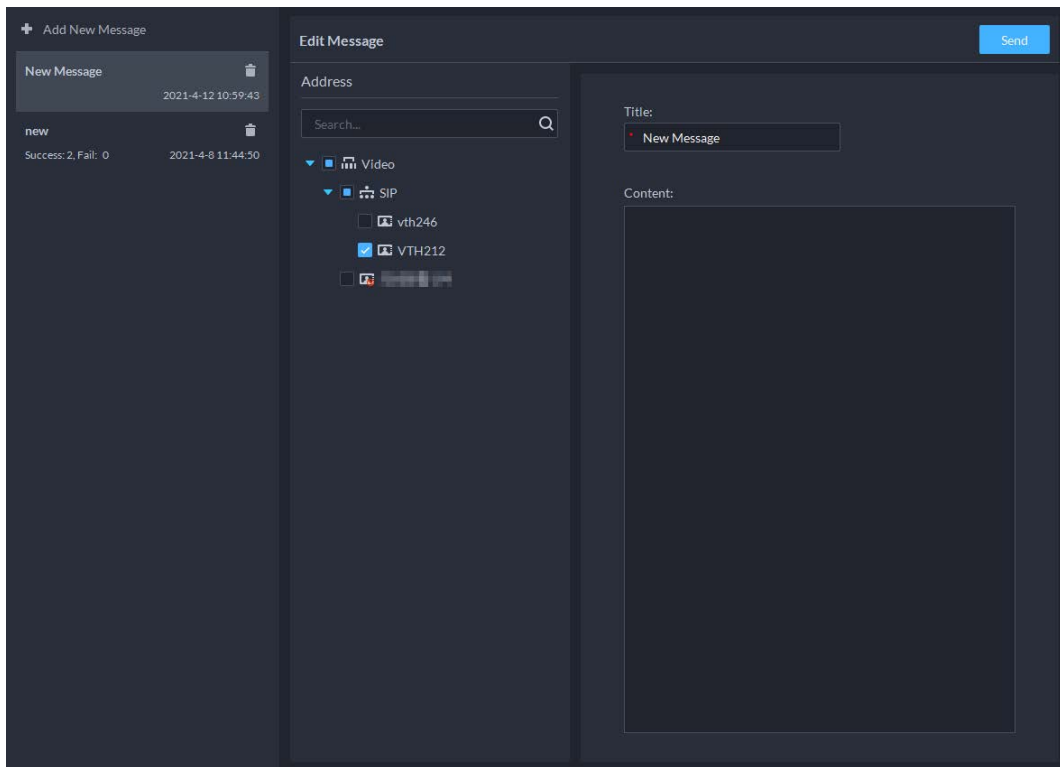 Add New Message
New Message
2021-4-12 10:59:43
new
Success: 2, Fail: 0 2021-4-8 11:44:50
Edit Message
Send
Address
Search...
Video
SIP
vth246
VTH212
Title:
* New Message
Content: